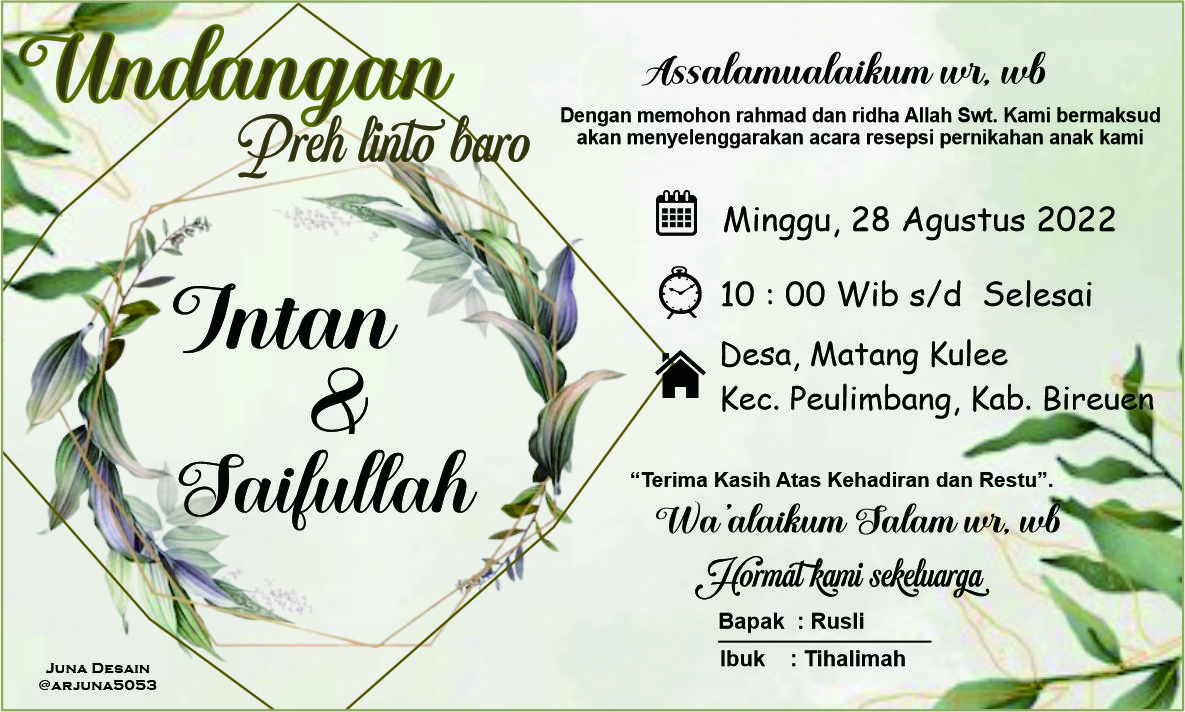 Undangan
Preh linto baro
Intan
&
Saifullah
Juna Desain
@arjuna5053
Assalamualaikum wr, wb
Dengan memohon rahmad dan ridha Allah Swt. Kami bermaksud
akan menyelenggarakan acara resepsi pernikahan anak kami
Minggu, 28 Agustus 2022
10 : 00 Wib s/d Selesai
Desa, Matang Kulee
Kec. Peulimbang, Kab. Bireuen
“Terima Kasih Atas Kehadiran dan Restu”.
Wa’alaikum Salam wr, wb
Hormat kami sekeluarga
Bapak : Rusli
Ibuk : Tihalimah